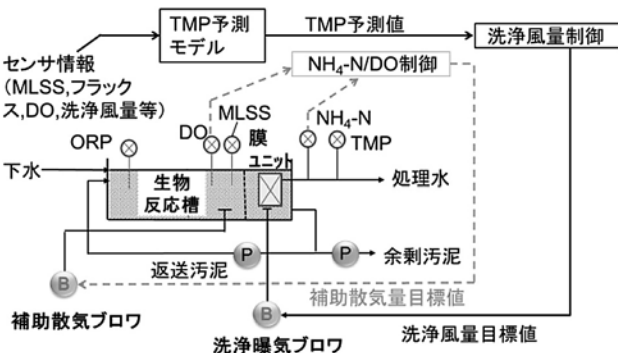 TMP予測
モデル
TMP予測値
洗浄風量制御
センサ情報
(MLSS,フラック
ス,DO,洗浄風量等)
NH₄-N/DO制御
ORP
DO
MLSS
膜
ユニット
NH₄-N
TMP
下水
生物
反応槽
処理水
P
P
返送汚泥
余剰汚泥
B
補助散気ブロワ
補助散気量目標値
B
洗浄曝気ブロワ
洗浄風量目標値